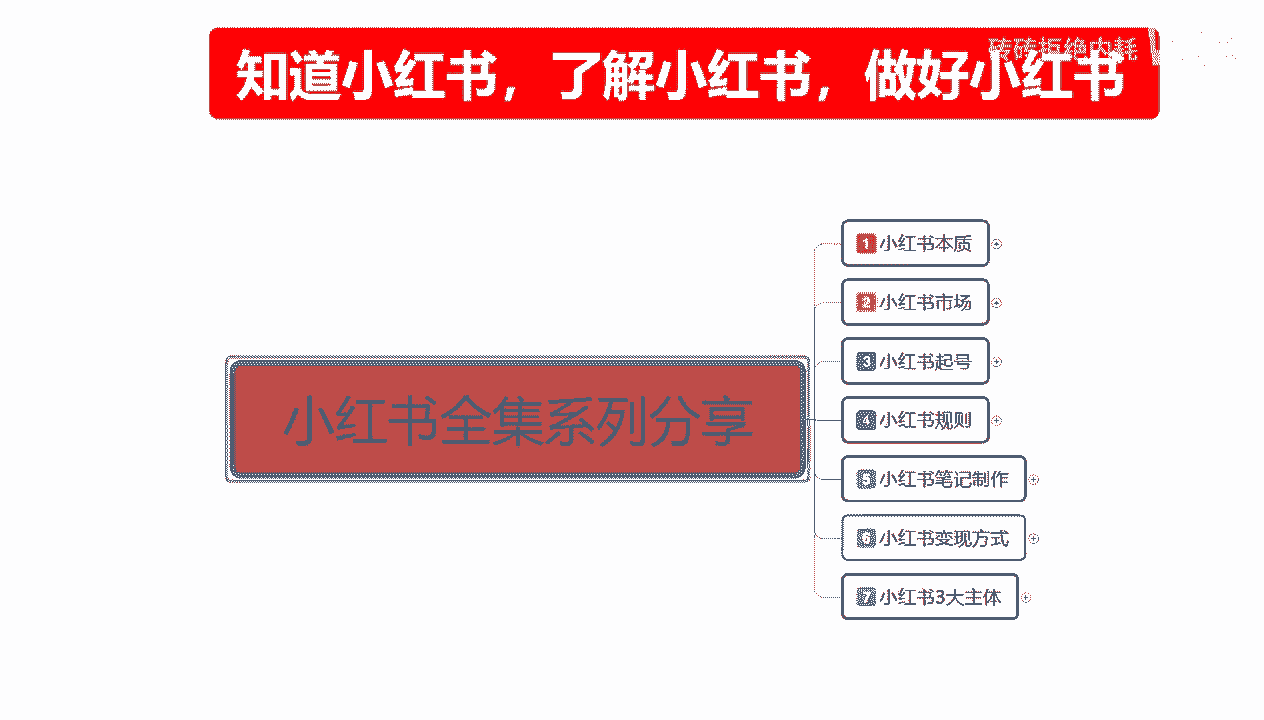 知道小红书，了解小红书，做好小红书
砖砖拒绝内耗
小红书全集系列分享
1 小红书本质
2 小红书市场
3 小红书起号
4 小红书规则
5 小红书笔记制作
6 小红书变现方式
7 小红书3大主体